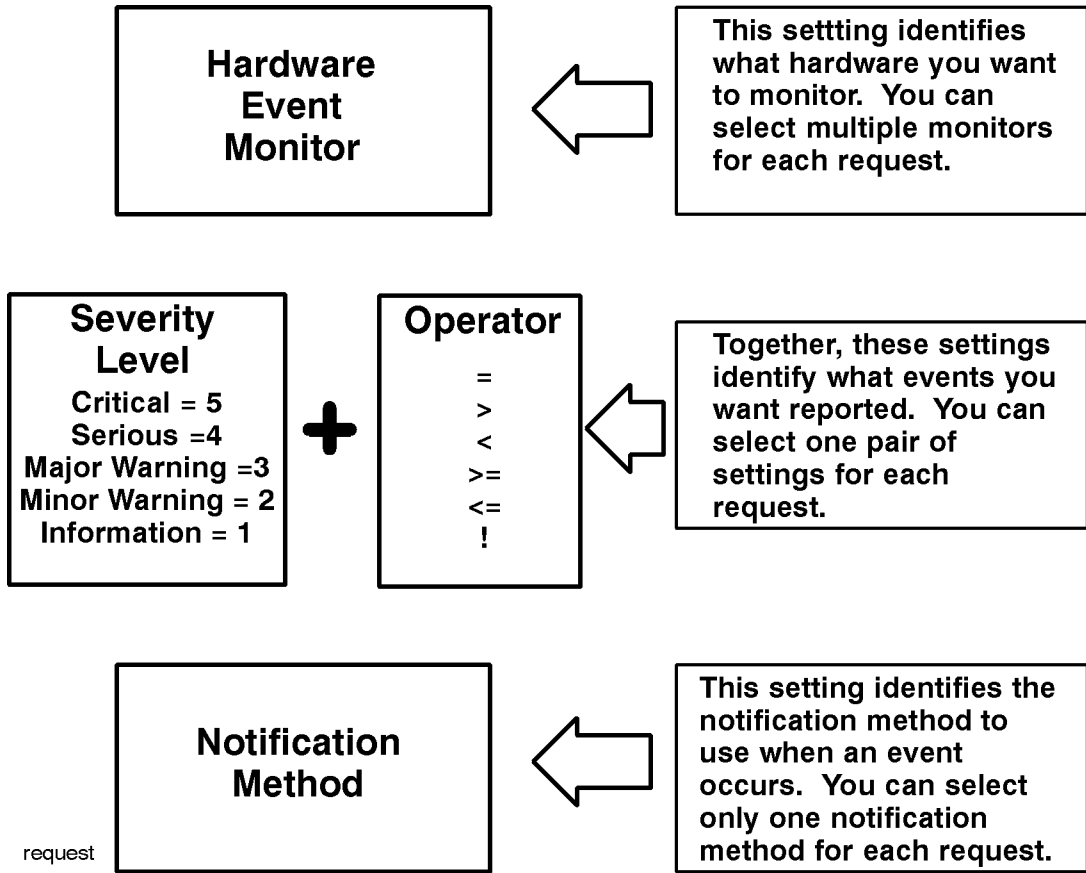 Hardware
Event
Monitor
This settting identifies
what hardware you want
to monitor.  You can
select multiple monitors
for each request.
Severity
Level
Critical = 5
Serious =4
Major Warning =3
Minor Warning = 2
Information = 1
+
Operator
=
>
<
>=
<=
!
Together, these settings
identify what events you
want reported.  You can
select one pair of
settings for each
request.
Notification
Method
This setting identifies the
notification method to
use when an event
occurs.  You can select
only one notification
method for each request.
request